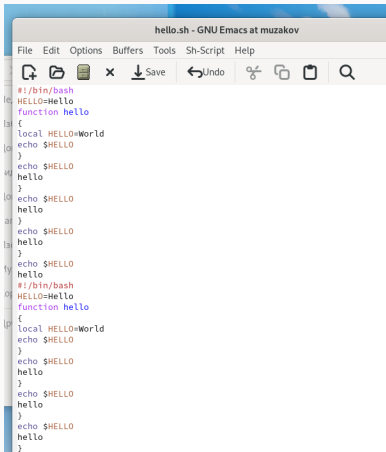 hello.sh - GNU Emacs at muzakov
File Edit Options Buffers Tools Sh-Script Help
Save Undo
#!/bin/bash
HELLO=Hello
function hello
{
local HELLO=World
echo $HELLO
}
echo $HELLO
hello
}
echo $HELLO
hello
}
echo $HELLO
hello
}
echo $HELLO
hello
#!/bin/bash
HELLO=Hello
function hello
{
local HELLO=World
echo $HELLO
}
echo $HELLO
hello
}
echo $HELLO
hello
}
echo $HELLO
hello
}